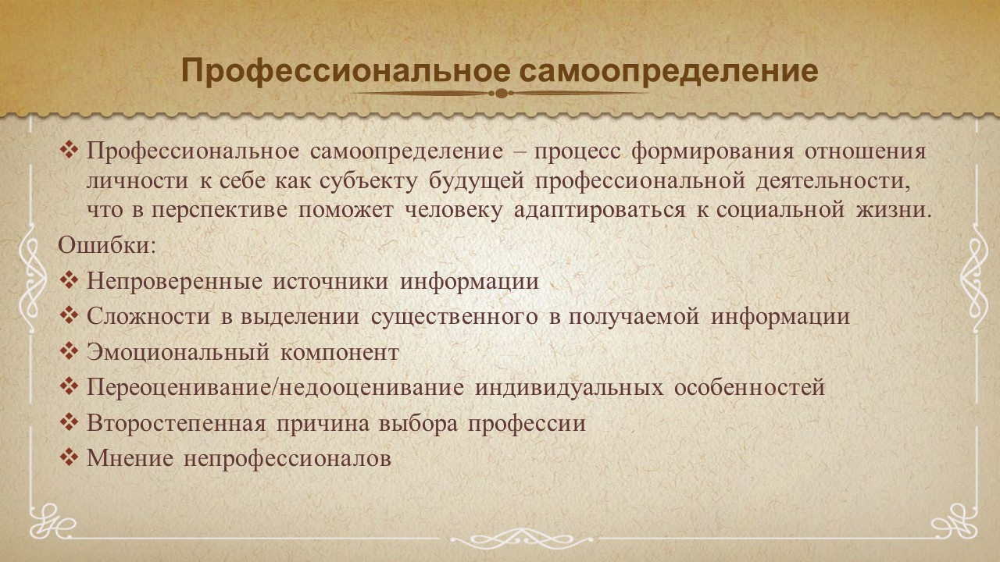 Профессиональное самоопределение
❖ Профессиональное самоопределение – процесс формирования отношения
личности к себе как субъекту будущей профессиональной деятельности,
что в перспективе поможет человеку адаптироваться к социальной жизни.
Ошибки:
❖ Непроверенные источники информации
❖ Сложности в выделении существенного в получаемой информации
❖ Эмоциональный компонент
❖ Переоценивание/недооценивание индивидуальных особенностей
❖ Второстепенная причина выбора профессии
❖ Мнение непрофессионалов